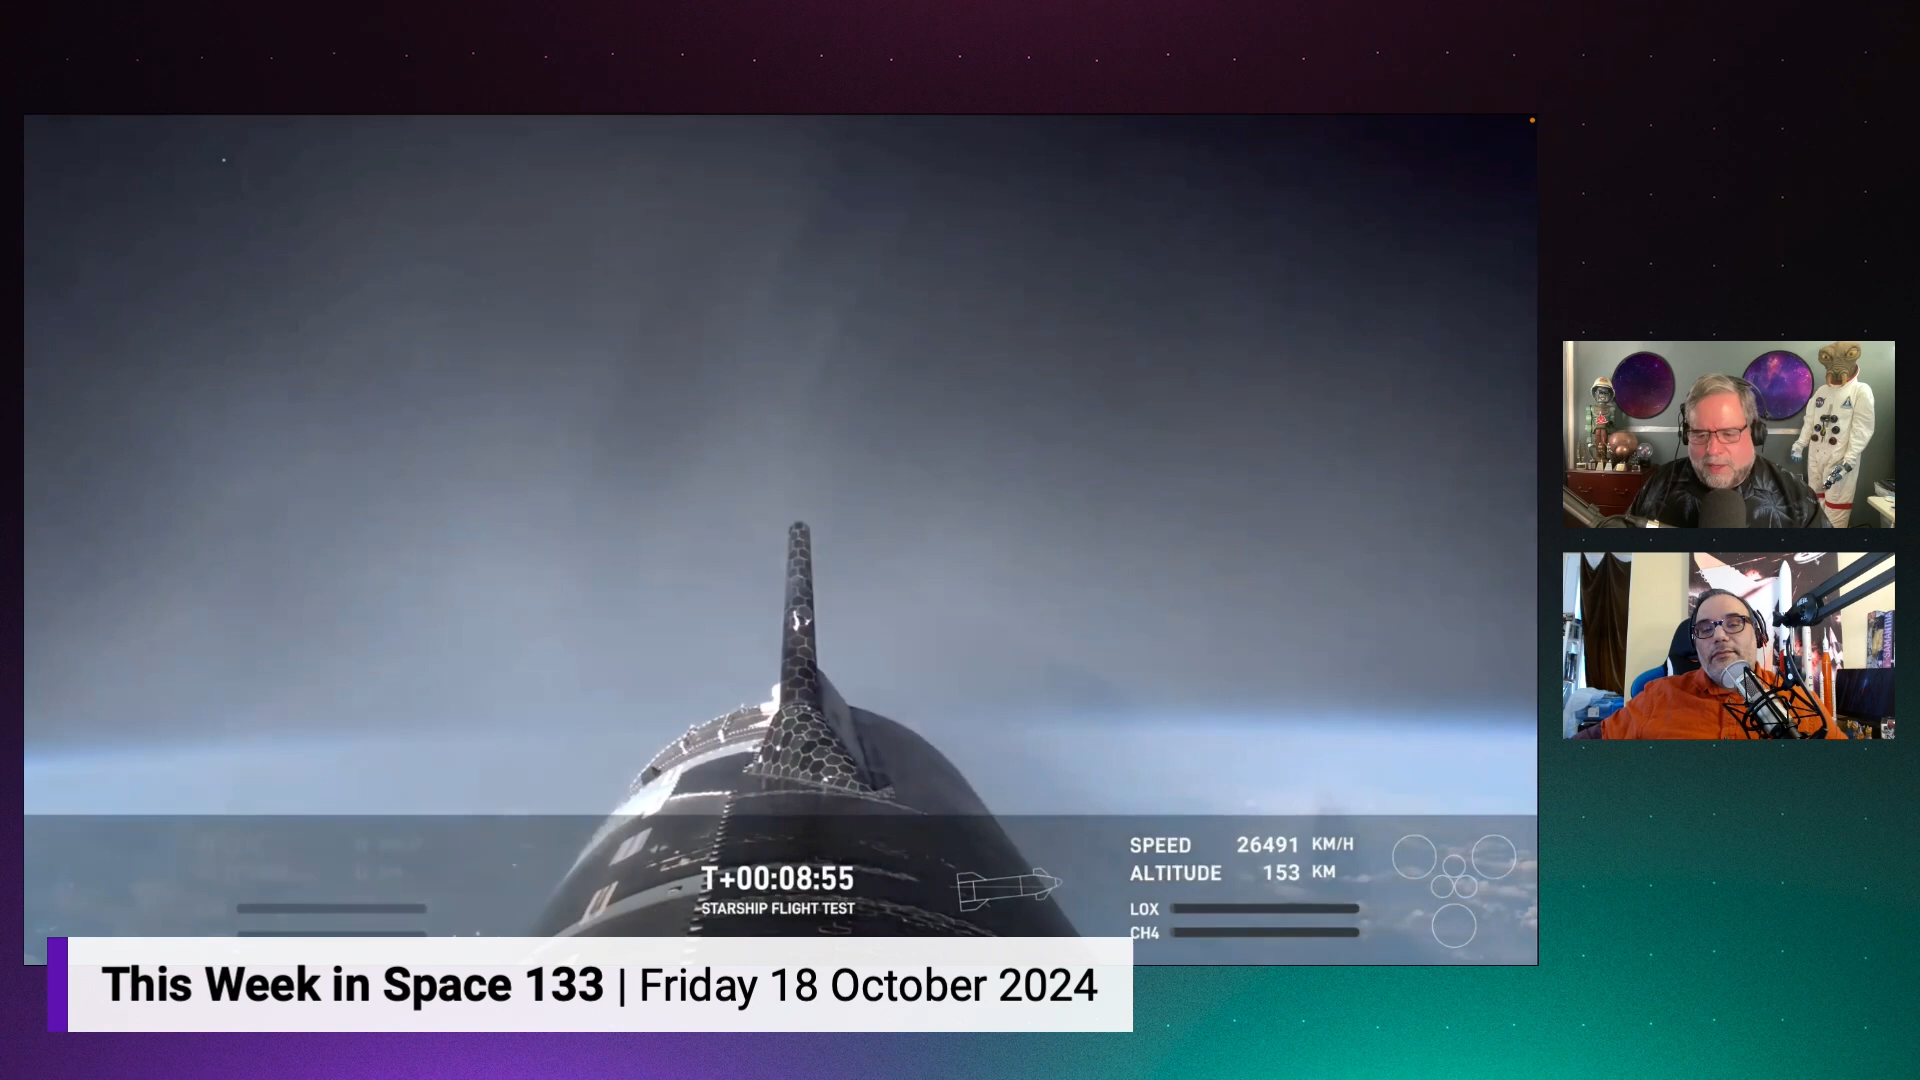 SPEED 26491 KM/H
ALTITUDE 153 KM
T+00:08:55
STARSHIP FLIGHT TEST
LOX
CH4
This Week in Space 133 | Friday 18 October 2024
SAMANTHA